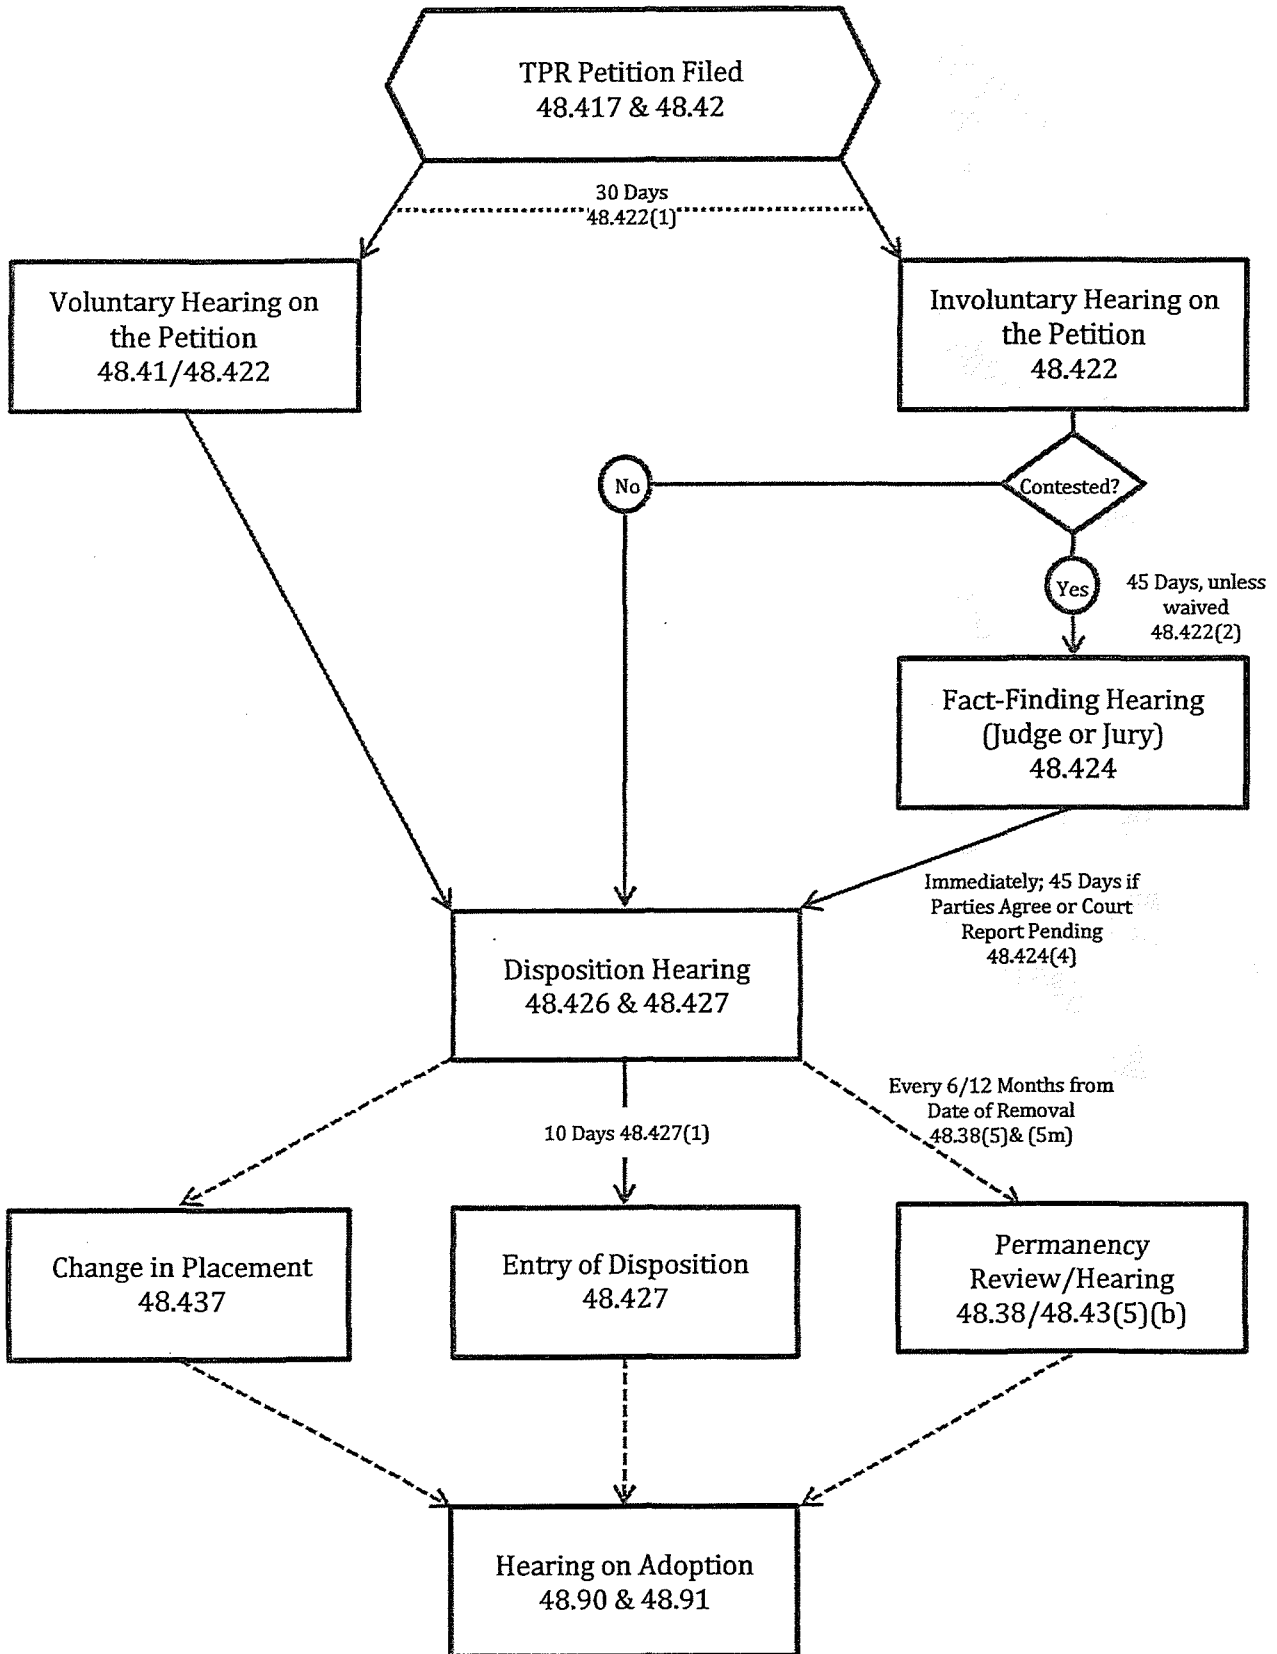 TPR Petition Filed
48.417 & 48.42
30 Days
48.422(1)
Voluntary Hearing on
the Petition
48.41/48.422
Involuntary Hearing on
the Petition
48.422
Contested?
No
Yes
45 Days, unless
waived
48.422(2)
Fact-Finding Hearing
(Judge or Jury)
48.424
Immediately; 45 Days if
Parties Agree or Court
Report Pending
48.424(4)
Disposition Hearing
48.426 & 48.427
Every 6/12 Months from
Date of Removal
48.38(5)& (5m)
10 Days 48.427(1)
Change in Placement
48.437
Entry of Disposition
48.427
Permanency
Review/Hearing
48.38/48.43(5)(b)
Hearing on Adoption
48.90 & 48.91